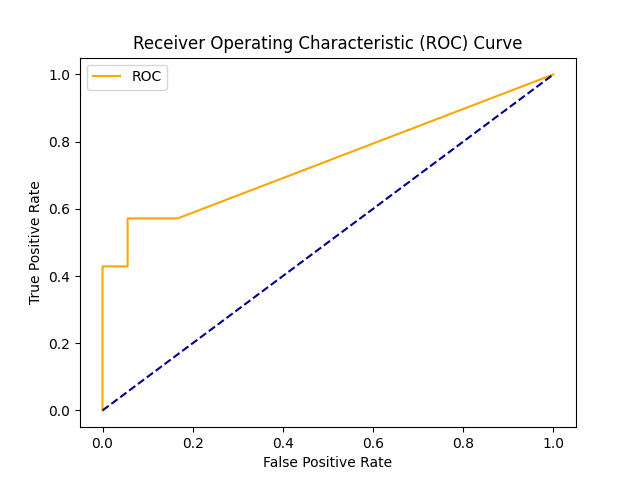 Receiver Operating Characteristic (ROC) Curve
ROC
1.0
0.8
0.6
0.4
0.2
0.0
True Positive Rate
0.0 0.2 0.4 0.6 0.8 1.0
False Positive Rate